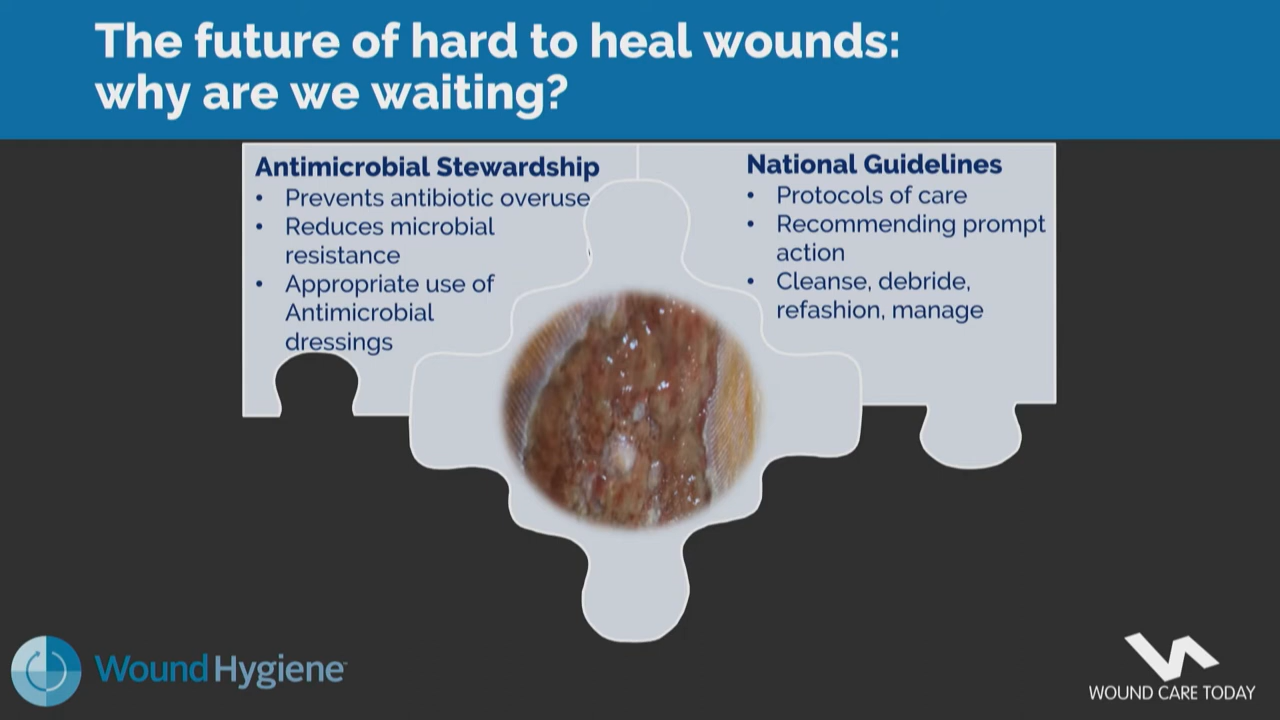 The future of hard to heal wounds:
why are we waiting?
Antimicrobial Stewardship
• Prevents antibiotic overuse
• Reduces microbial
resistance
• Appropriate use of
Antimicrobial
dressings
National Guidelines
• Protocols of care
• Recommending prompt
action
• Cleanse, debride,
refashion, manage
WoundHygiene™
WOUND CARE TODAY